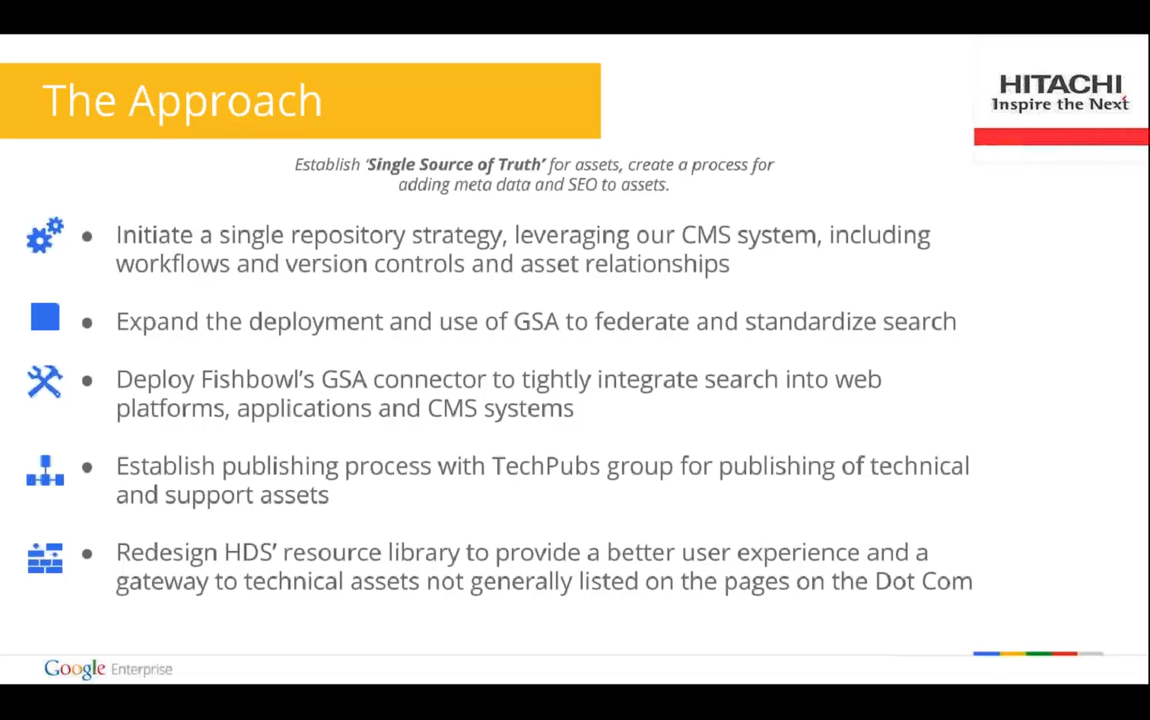 The Approach
HITACHI
Inspire the Next
Establish ‘Single Source of Truth’ for assets, create a process for
adding meta data and SEO to assets.
● Initiate a single repository strategy, leveraging our CMS system, including
workflows and version controls and asset relationships
● Expand the deployment and use of GSA to federate and standardize search
● Deploy Fishbowl’s GSA connector to tightly integrate search into web
platforms, applications and CMS systems
● Establish publishing process with TechPubs group for publishing of technical
and support assets
● Redesign HDS’ resource library to provide a better user experience and a
gateway to technical assets not generally listed on the pages on the Dot Com
Google Enterprise